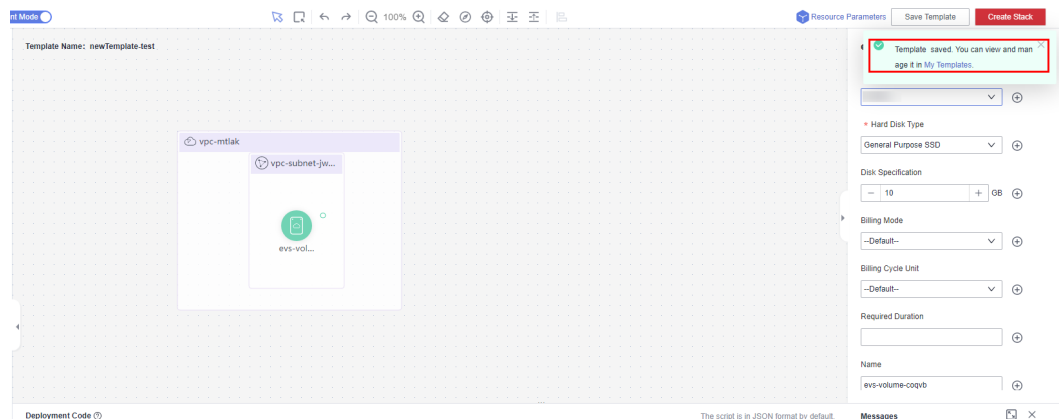 nt Mode
100%
Resource Parameters
Save Template
Create Stack
Template Name: newTemplate-test
Template saved. You can view and man
age it in My Templates.
vpc-mtlak
vpc-subnet-jw...
evs-vol...
* Hard Disk Type
General Purpose SSD
Disk Specification
10
GB
Billing Mode
--Default--
Billing Cycle Unit
--Default--
Required Duration
Name
evs-volume-coqvb
Deployment Code
The script is in JSON format by default.
Messages